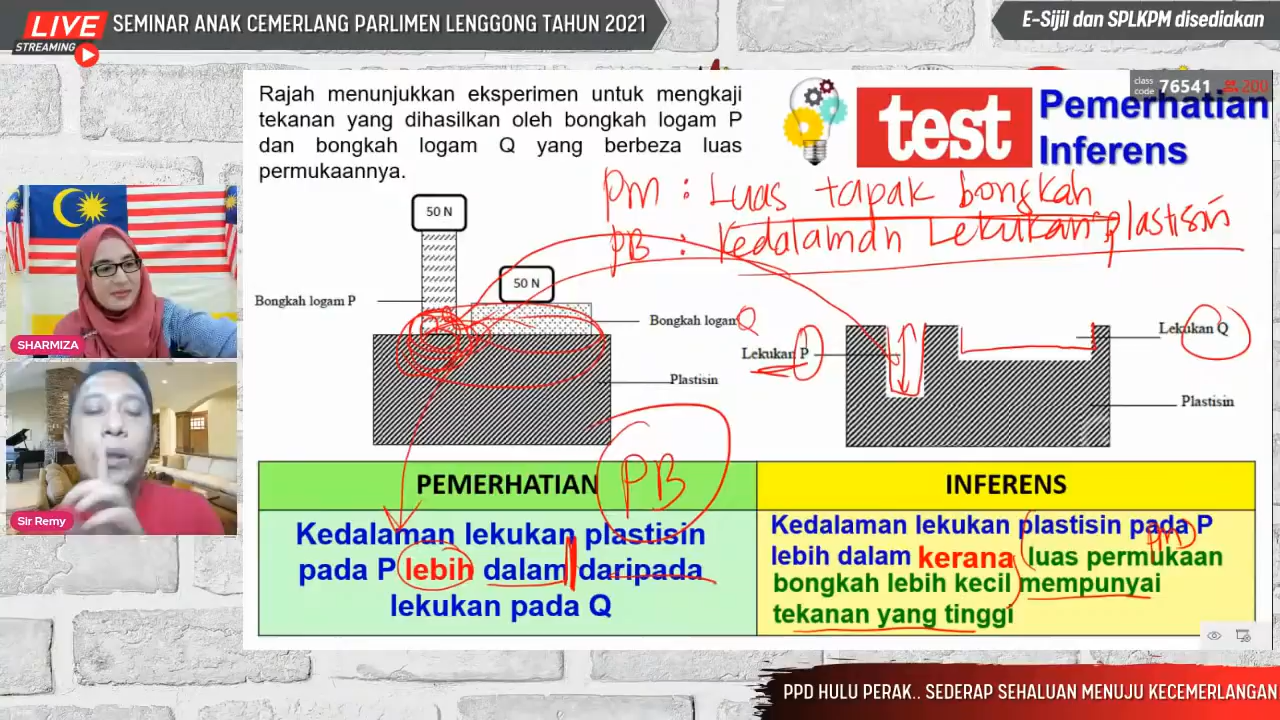 LIVE
STREAMING
SEMINAR ANAK CEMERLANG PARLIMEN LENGGONG TAHUN 2021
E-Sijil dan SPLKPM disediakan
Rajah menunjukkan eksperimen untuk mengkaji
tekanan yang dihasilkan oleh bongkah logam P
dan bongkah logam Q yang berbeza luas
permukaannya.
test
Pemerhatian
Inferens
class
code
76541
200
PM : Luas tapak bongkah
PB : Kedalaman Lekukan plastisin
50 N
50 N
Bongkah logam P
Bongkah logam Q
Plastisin
Lekukan P
Lekukan Q
Plastisin
SHARMIZA
Sir Remy
PEMERHATIAN
PB
INFERENS
Kedalaman lekukan plastisin
pada P lebih dalam daripada
lekukan pada Q
Kedalaman lekukan plastisin pada P
lebih dalam kerana luas permukaan
bongkah lebih kecil mempunyai
tekanan yang tinggi
PM
PPD HULU PERAK.. SEDERAP SEHALUAN MENUJU KECEMERLANGAN